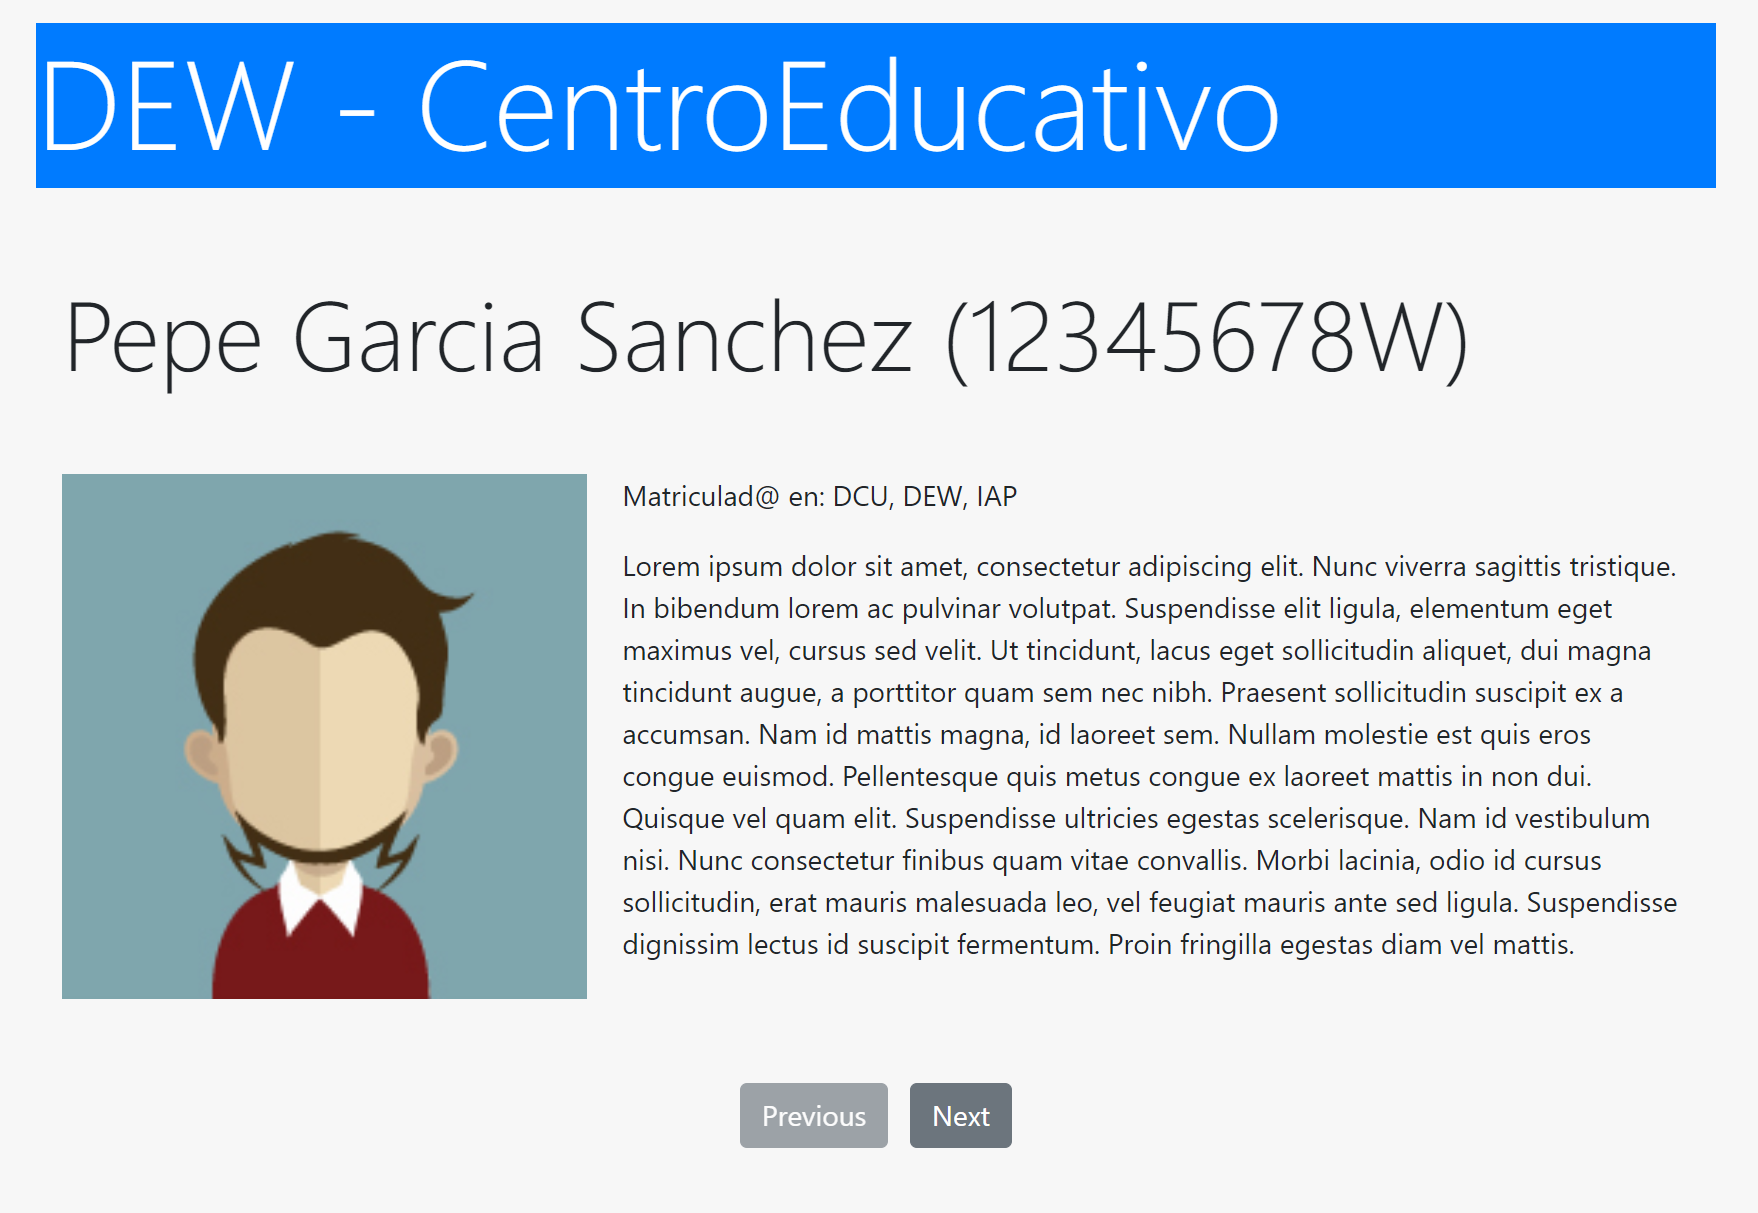 DEW - CentroEducativo
Pepe Garcia Sanchez (12345678W)
Matriculad@ en: DCU, DEW, IAP
Lorem ipsum dolor sit amet, consectetur adipiscing elit. Nunc viverra sagittis tristique.
In bibendum lorem ac pulvinar volutpat. Suspendisse elit ligula, elementum eget
maximus vel, cursus sed velit. Ut tincidunt, lacus eget sollicitudin aliquet, dui magna
tincidunt augue, a porttitor quam sem nec nibh. Praesent sollicitudin suscipit ex a
accumsan. Nam id mattis magna, id laoreet sem. Nullam molestie est quis eros
congue euismod. Pellentesque quis metus congue ex laoreet mattis in non dui.
Quisque vel quam elit. Suspendisse ultricies egestas scelerisque. Nam id vestibulum
nisi. Nunc consectetur finibus quam vitae convallis. Morbi lacinia, odio id cursus
sollicitudin, erat mauris malesuada leo, vel feugiat mauris ante sed ligula. Suspendisse
dignissim lectus id suscipit fermentum. Proin fringilla egestas diam vel mattis.
Previous
Next